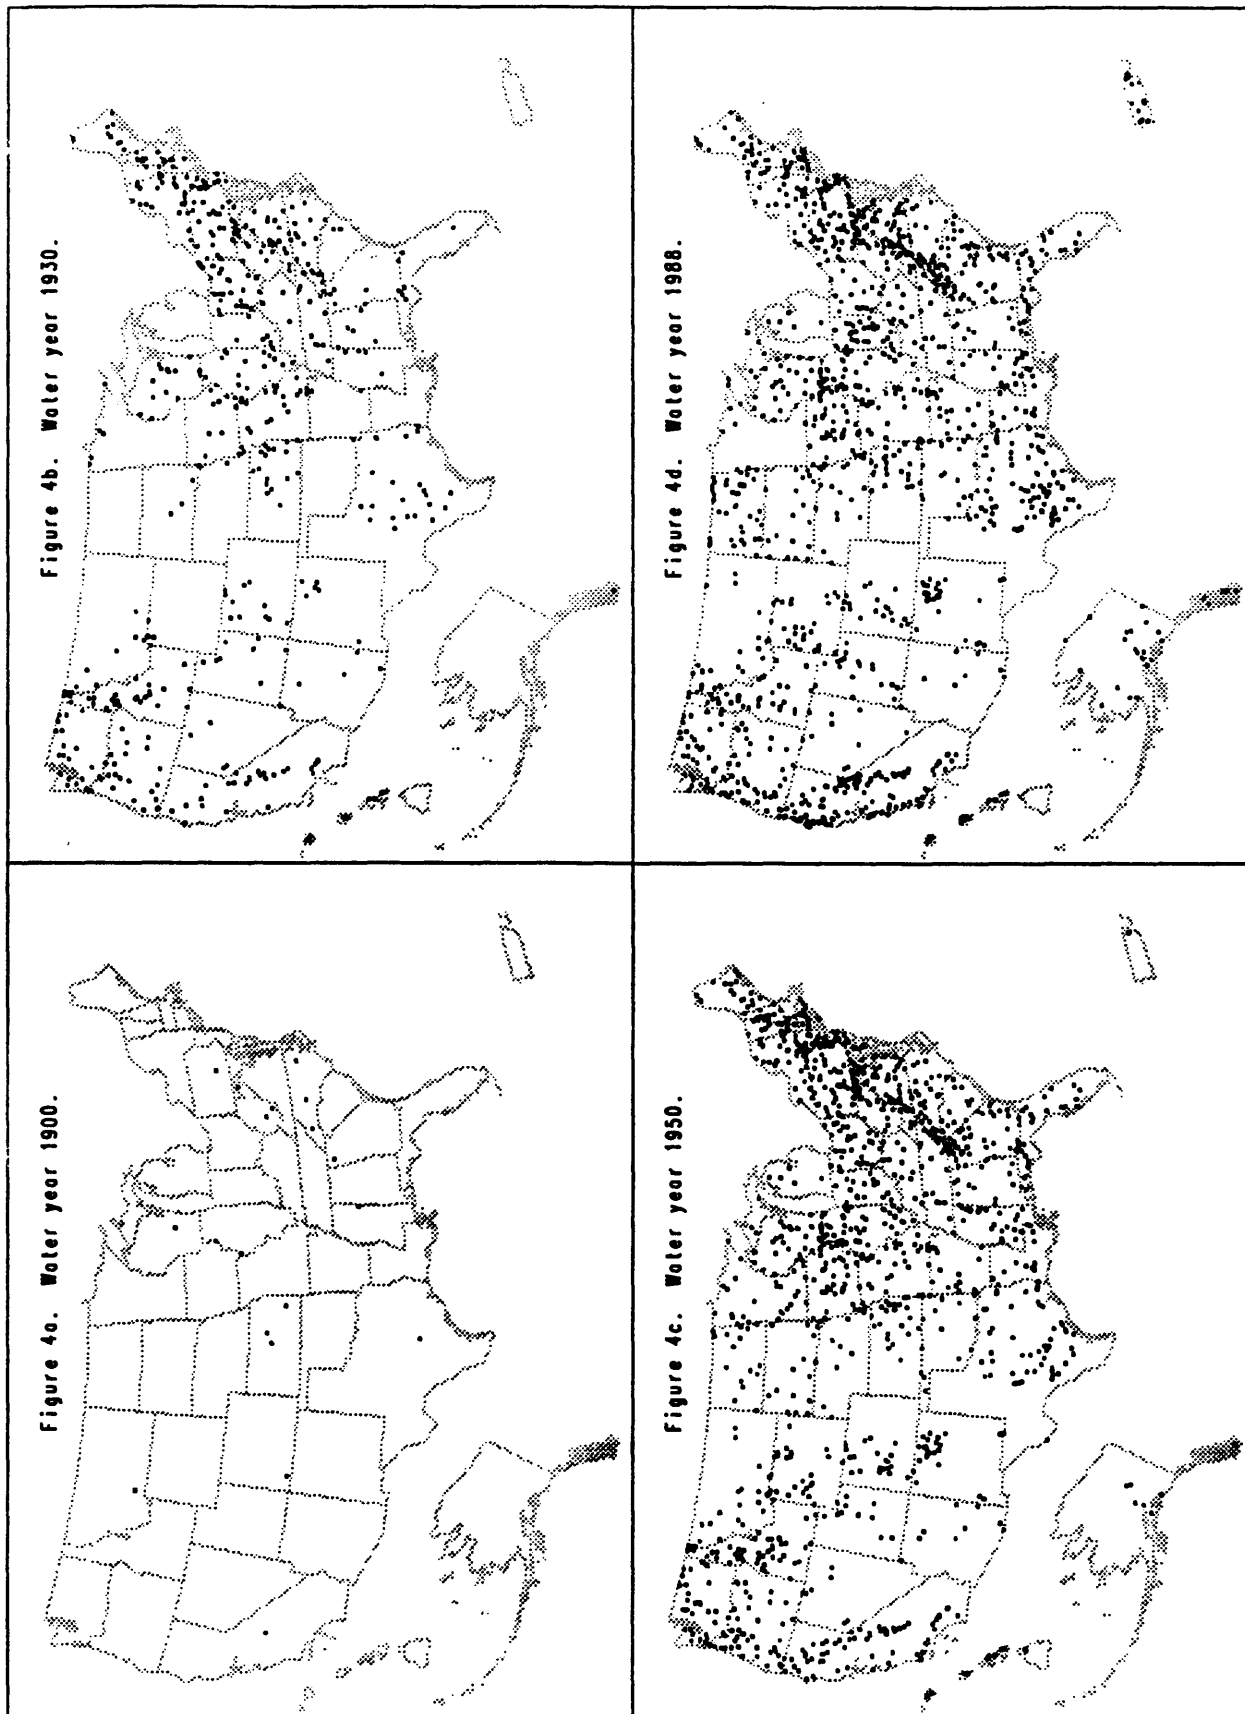 Figure 4a. Water year 1900.
Figure 4b. Water year 1930.
Figure 4c. Water year 1950.
Figure 4d. Water year 1988.